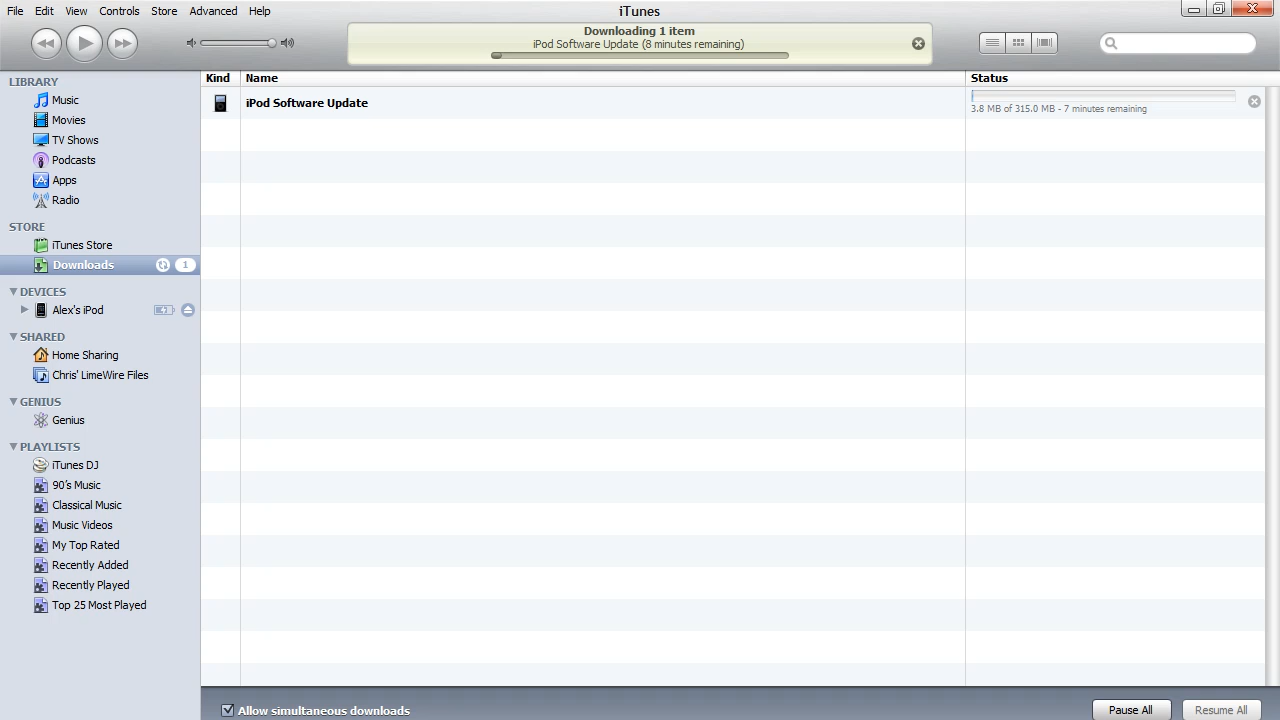 File Edit View Controls Store Advanced Help
iTunes
Downloading 1 item
iPod Software Update (8 minutes remaining)
LIBRARY
Music
Movies
TV Shows
Podcasts
Apps
Radio
STORE
iTunes Store
Downloads 1
DEVICES
Alex's iPod
SHARED
Home Sharing
Chris' LimeWire Files
GENIUS
Genius
PLAYLISTS
iTunes DJ
90's Music
Classical Music
Music Videos
My Top Rated
Recently Added
Recently Played
Top 25 Most Played
Kind Name Status
iPod Software Update
3.8 MB of 315.0 MB - 7 minutes remaining
Allow simultaneous downloads
Pause All Resume All